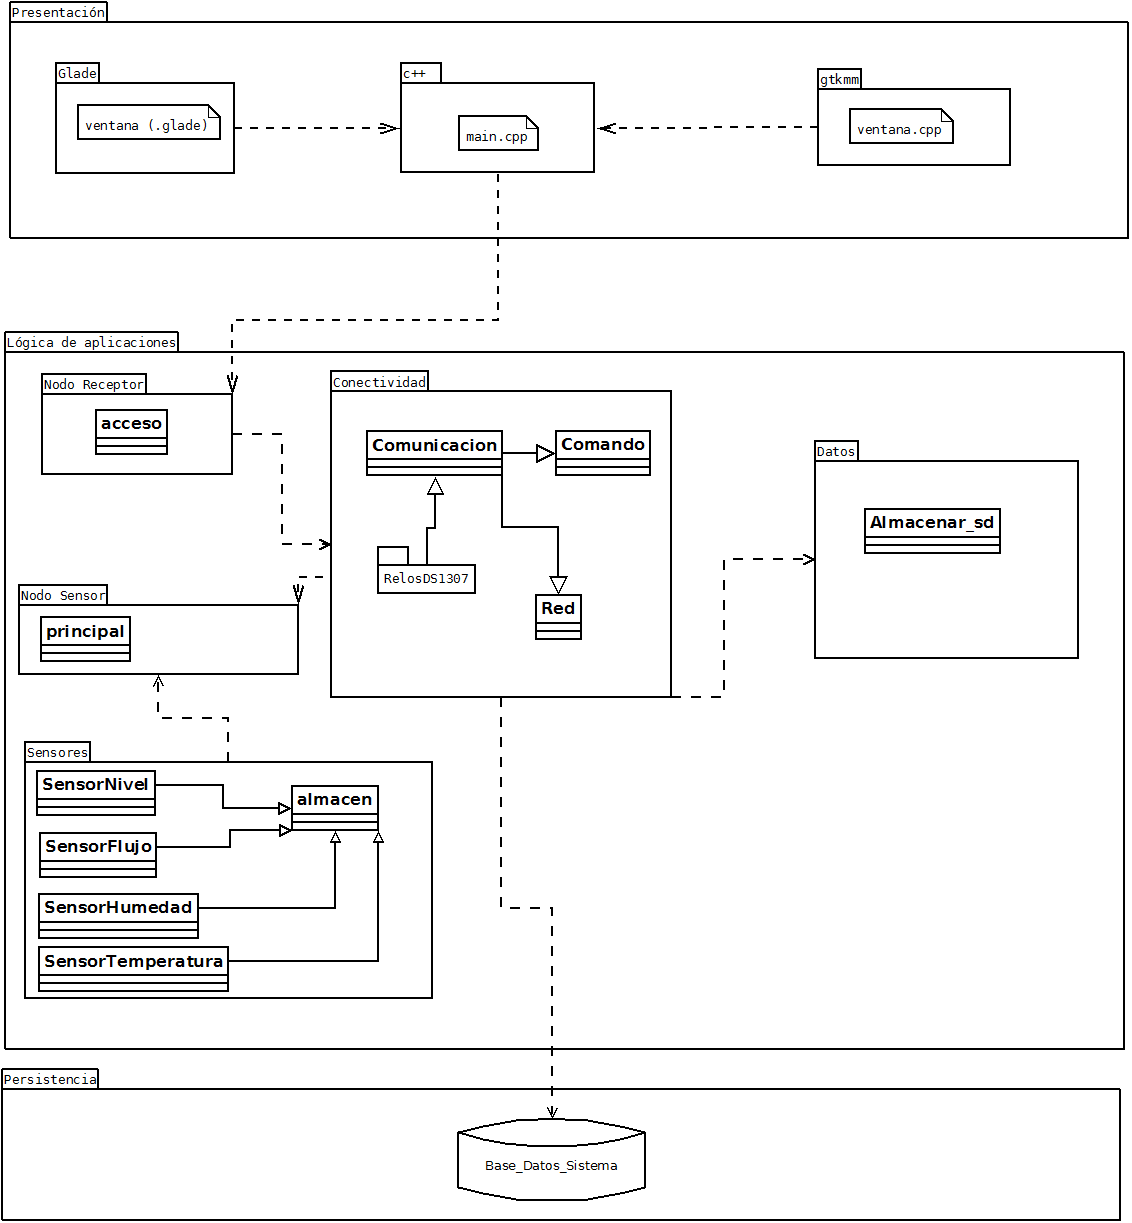 Presentación
Glade
ventana (.glade)
c++
main.cpp
gtkmm
ventana.cpp
Lógica de aplicaciones
Nodo Receptor
acceso
Conectividad
Comunicacion
Comando
RelosDS1307
Red
Datos
Almacenar_sd
Nodo Sensor
principal
Sensores
SensorNivel
almacen
SensorFlujo
SensorHumedad
SensorTemperatura
Persistencia
Base_Datos_Sistema